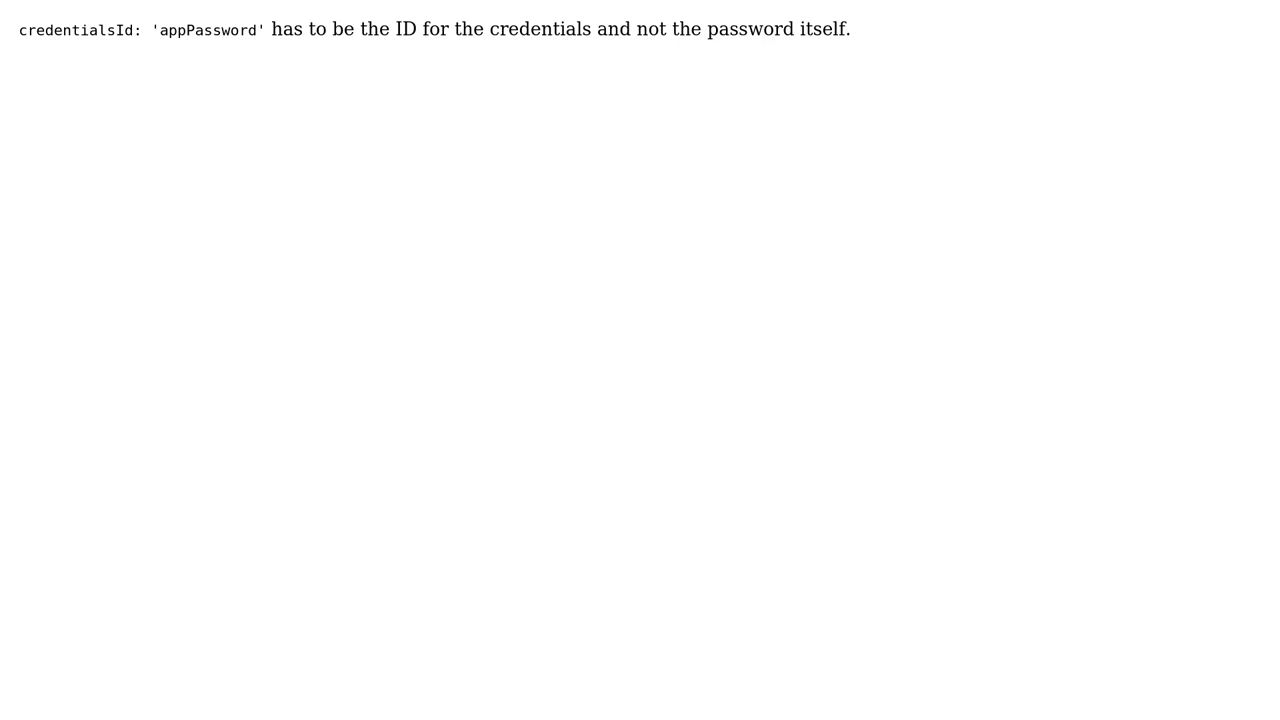 credentialsId: 'appPassword' has to be the ID for the credentials and not the password itself.